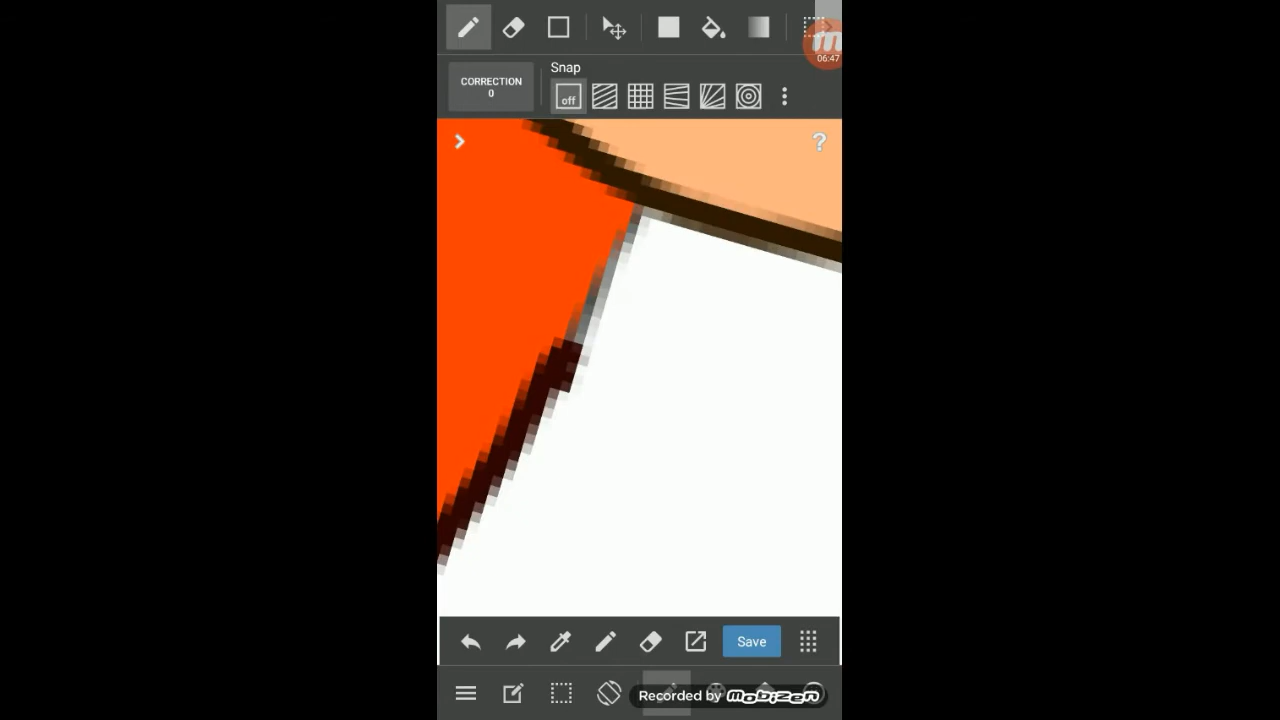 Snap
CORRECTION
0
off
06:47
?
Save
Recorded by Mobizen